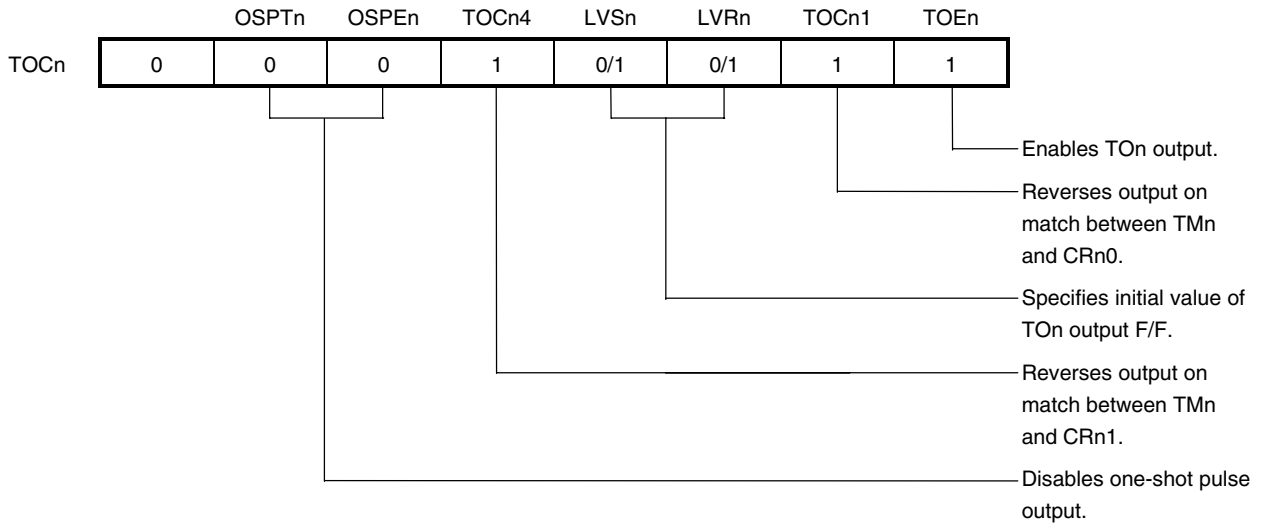 OSPTn OSPEn TOCn4 LVSn LVRn TOCn1 TOEn
TOCn 0 0 0 1 0/1 0/1 1 1
Enables TOn output.
Reverses output on
match between TMn
and CRn0.
Specifies initial value of
TOn output F/F.
Reverses output on
match between TMn
and CRn1.
Disables one-shot pulse
output.